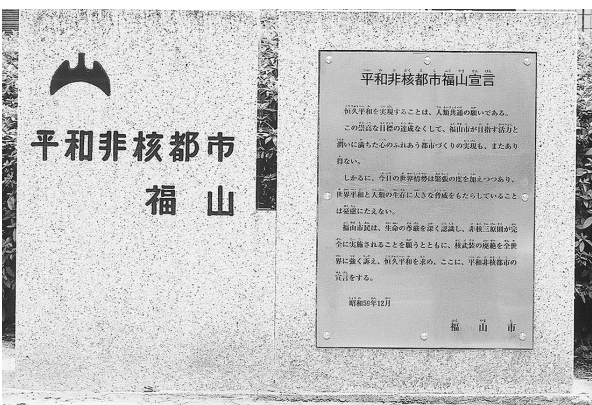 平和非核都市
福山
平和非核都市福山宣言
恒久平和を実現することは、人類共通の願いである。
この崇高な目標の達成なくして、福山市が目指す活力と
潤いに満ちた心のふれあう都市づくりの実現も、またあり
得ない。
しかるに、今日の世界情勢は緊張の度を加えつつあり、
世界平和と人類の生存に大きな脅威をもたらしていること
は憂慮にたえない。
福山市民は、生命の尊厳を深く認識し、非核三原則が完
全に実施されることを願うとともに、核武装の廃絶を全世
界に強く訴え、恒久平和を求め、ここに、平和非核都市の
宣言をする。
昭和59年12月
福山市